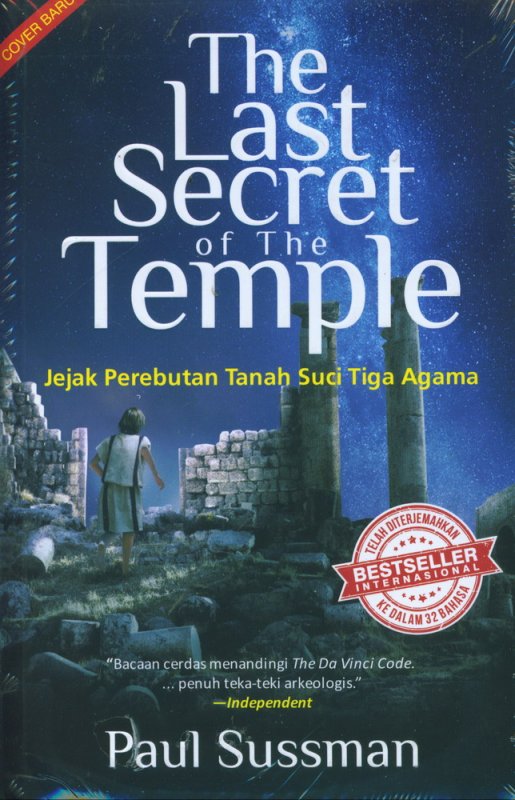 COVER BARU
The
Last
Secret
of The
Temple
Jejak Perebutan Tanah Suci Tiga Agama
TELAH DITERJEMAHKAN
BESTSELLER
INTERNASIONAL
KE DALAM 32 BAHASA
“Bacaan cerdas menandingi The Da Vinci Code.
... penuh teka-teki arkeologis.”
—Independent
Paul Sussman